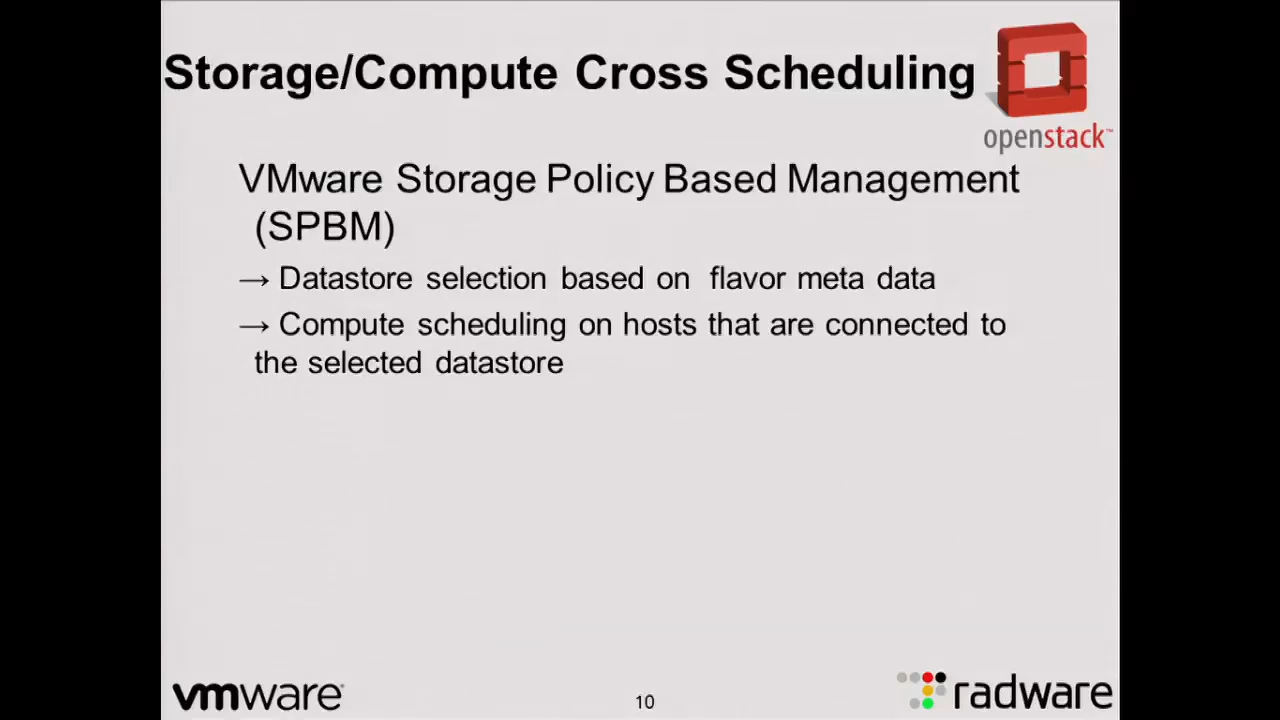 Storage/Compute Cross Scheduling
openstack™
VMware Storage Policy Based Management
(SPBM)
→ Datastore selection based on flavor meta data
→ Compute scheduling on hosts that are connected to
the selected datastore
vmware
10
radware